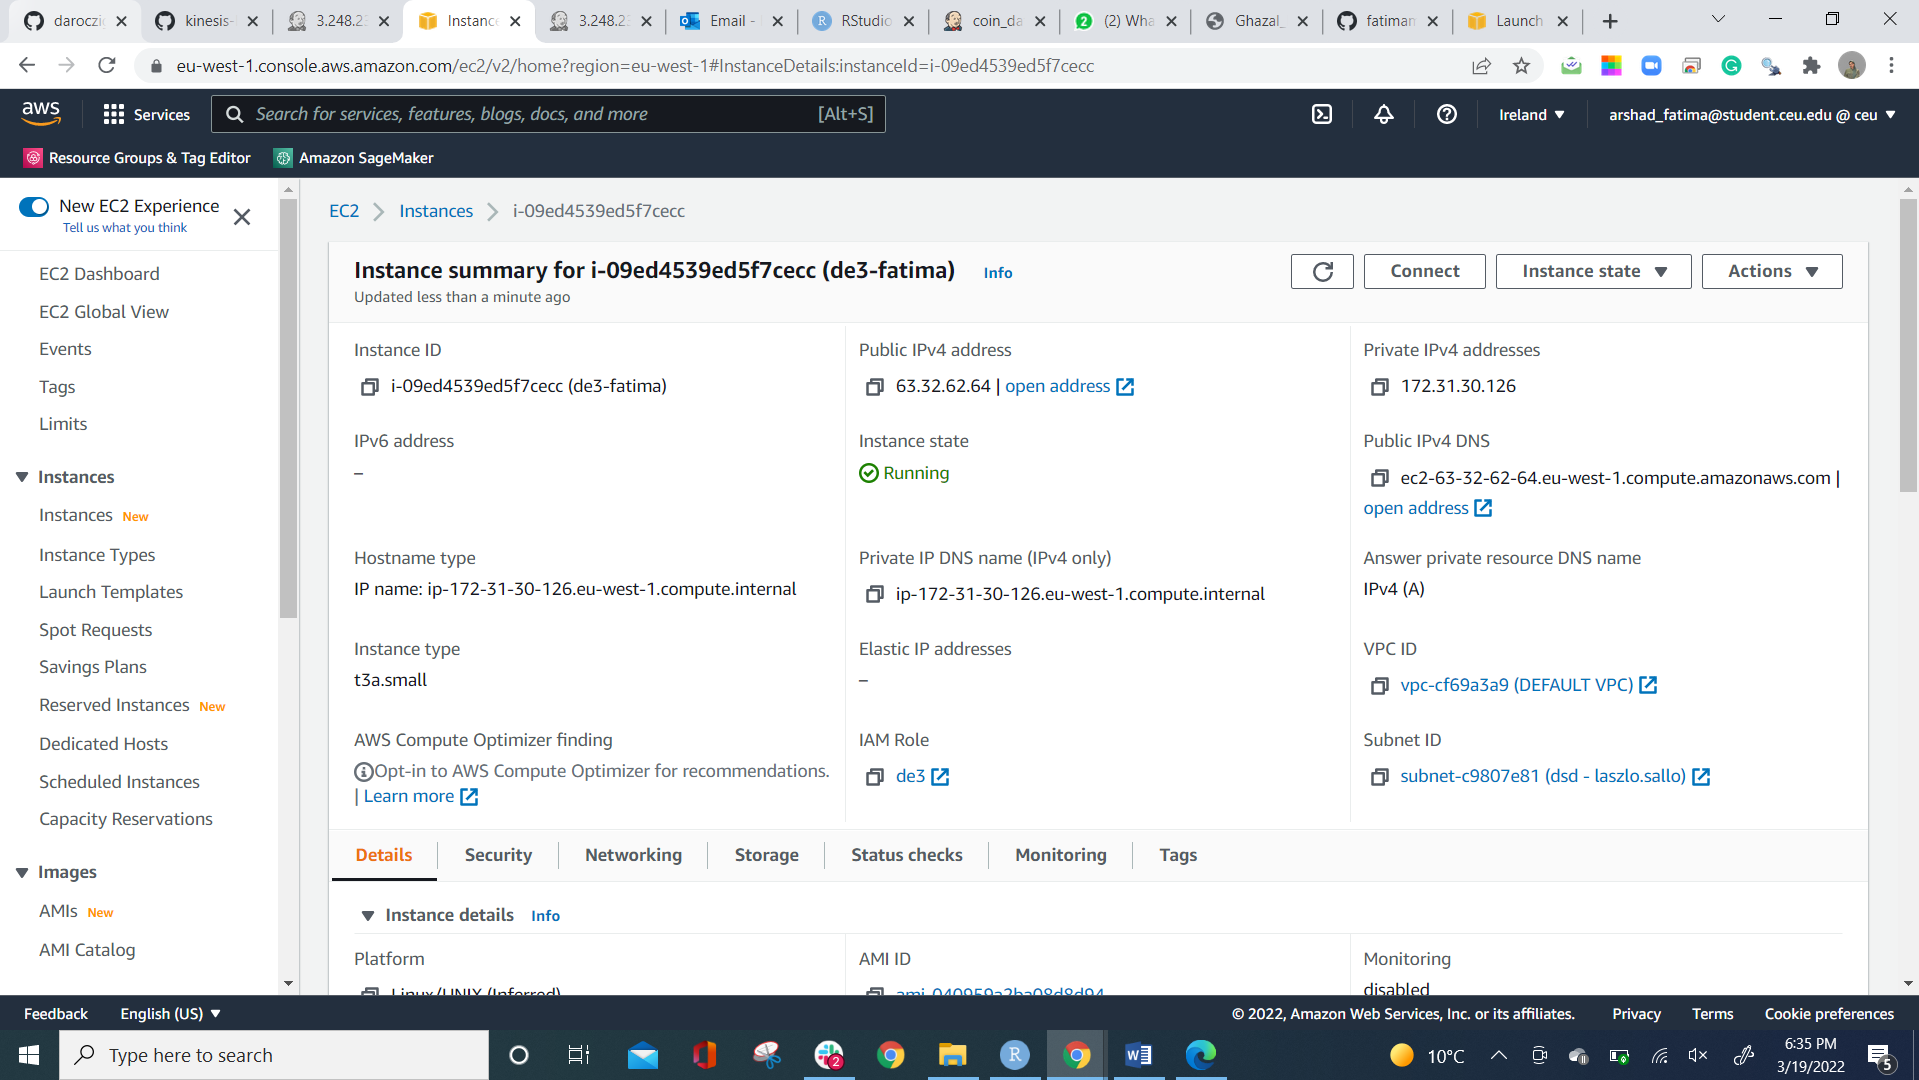 daroczig
kinesis-
3.248.23
Instance
3.248.23
Email -
RStudio
coin_da
(2) Wha
Ghazal_
fatiman
Launch
eu-west-1.console.aws.amazon.com/ec2/v2/home?region=eu-west-1#InstanceDetails:instanceId=i-09ed4539ed5f7cecc
aws
Services
Search for services, features, blogs, docs, and more [Alt+S]
Ireland
arshad_fatima@student.ceu.edu @ ceu
Resource Groups & Tag Editor
Amazon SageMaker
New EC2 Experience
Tell us what you think
EC2 Dashboard
EC2 Global View
Events
Tags
Limits
Instances
Instances New
Instance Types
Launch Templates
Spot Requests
Savings Plans
Reserved Instances New
Dedicated Hosts
Scheduled Instances
Capacity Reservations
Images
AMIs New
AMI Catalog
EC2 > Instances > i-09ed4539ed5f7cecc
Instance summary for i-09ed4539ed5f7cecc (de3-fatima) Info
Updated less than a minute ago
Connect
Instance state
Actions
Instance ID
i-09ed4539ed5f7cecc (de3-fatima)
Public IPv4 address
63.32.62.64 | open address
Private IPv4 addresses
172.31.30.126
IPv6 address
–
Instance state
Running
Public IPv4 DNS
ec2-63-32-62-64.eu-west-1.compute.amazonaws.com |
open address
Hostname type
IP name: ip-172-31-30-126.eu-west-1.compute.internal
Private IP DNS name (IPv4 only)
ip-172-31-30-126.eu-west-1.compute.internal
Answer private resource DNS name
IPv4 (A)
Instance type
t3a.small
Elastic IP addresses
–
VPC ID
vpc-cf69a3a9 (DEFAULT VPC)
AWS Compute Optimizer finding
Opt-in to AWS Compute Optimizer for recommendations.
| Learn more
IAM Role
de3
Subnet ID
subnet-c9807e81 (dsd - laszlo.sallo)
Details
Security
Networking
Storage
Status checks
Monitoring
Tags
Instance details Info
Platform
Linux/UNIX (Inferred)
AMI ID
ami-040959a2ba08d8d94
Monitoring
disabled
Feedback
English (US)
© 2022, Amazon Web Services, Inc. or its affiliates.
Privacy
Terms
Cookie preferences
Type here to search
2
10°C
6:35 PM
3/19/2022
5